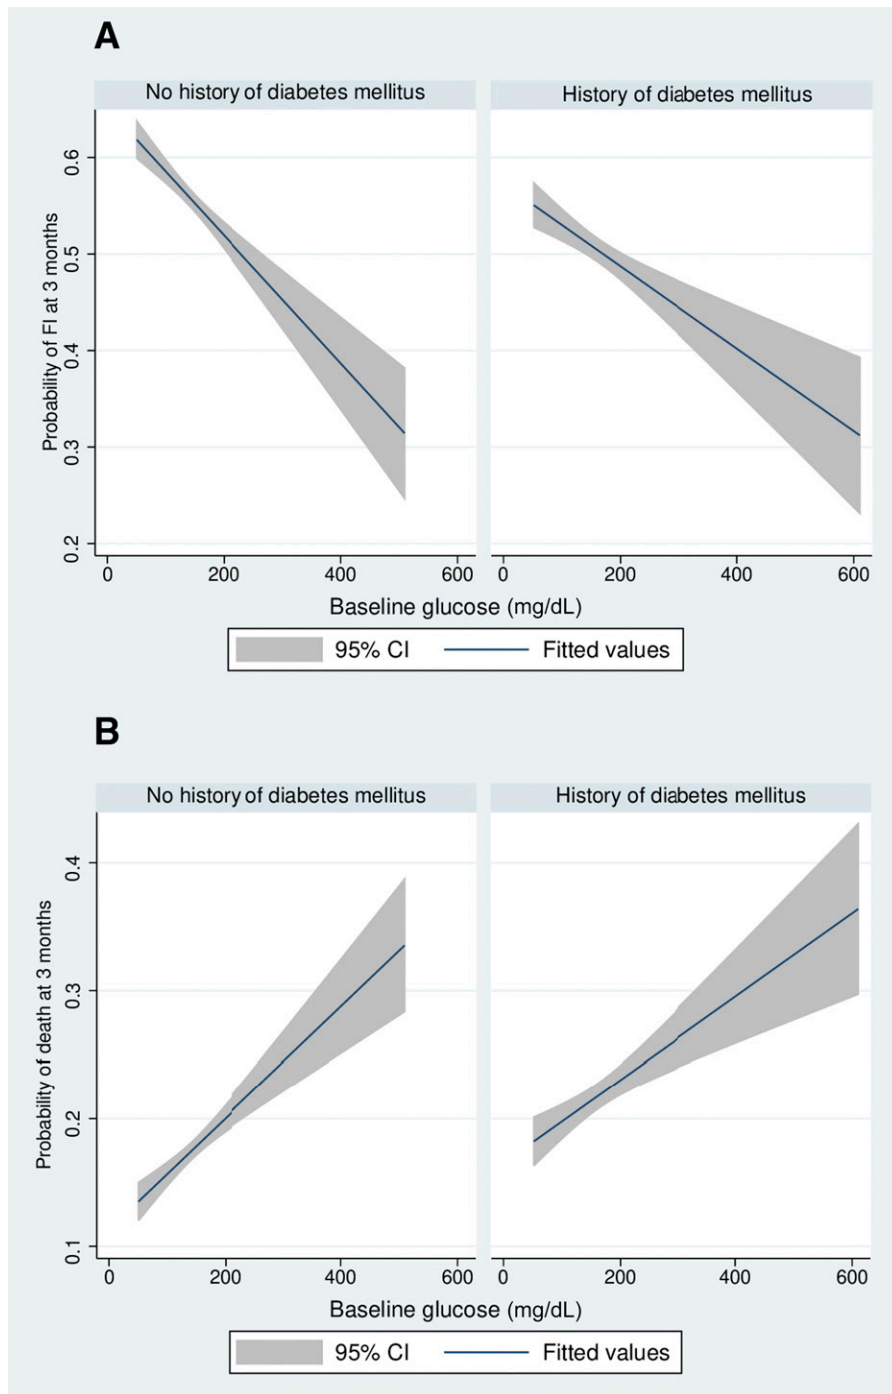 A
No history of diabetes mellitus
History of diabetes mellitus
Probability of FI at 3 months
0.6
0.5
0.4
0.3
0.2
0 200 400 600
0 200 400 600
Baseline glucose (mg/dL)
95% CI Fitted values
B
No history of diabetes mellitus
History of diabetes mellitus
Probability of death at 3 months
0.4
0.3
0.2
0.1
0 200 400 600
0 200 400 600
Baseline glucose (mg/dL)
95% CI Fitted values